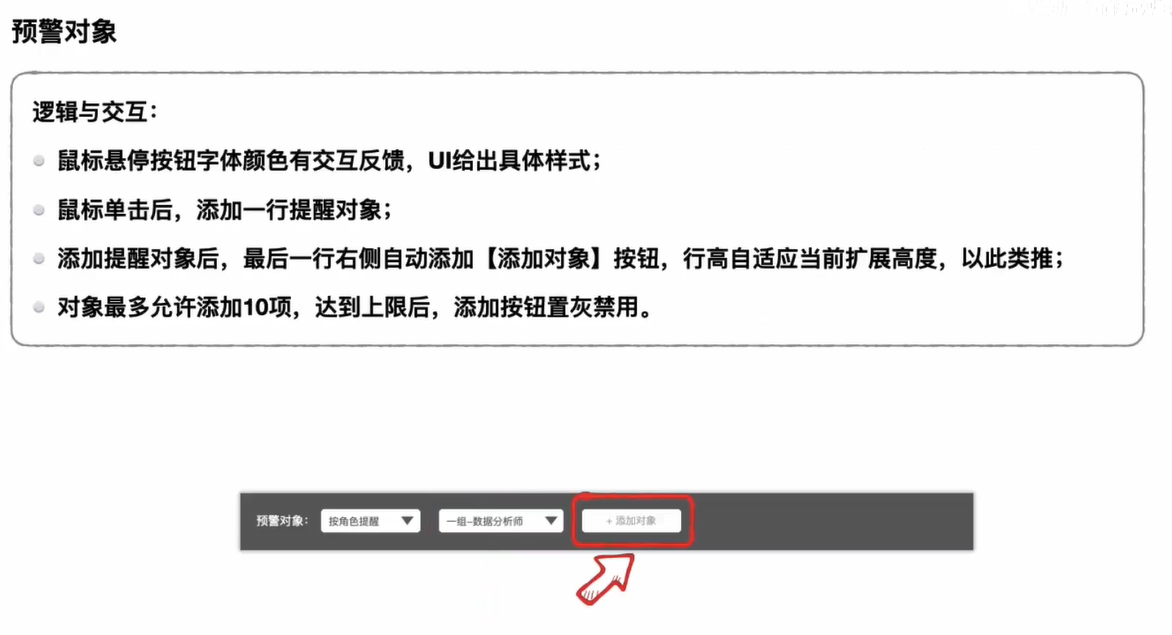 预警对象
逻辑与交互：
鼠标悬停按钮字体颜色有交互反馈，UI给出具体样式；
鼠标单击后，添加一行提醒对象；
添加提醒对象后，最后一行右侧自动添加【添加对象】按钮，行高自适应当前扩展高度，以此类推；
对象最多允许添加10项，达到上限后，添加按钮置灰禁用。
预警对象： 按角色提醒 一组–数据分析师 + 添加对象